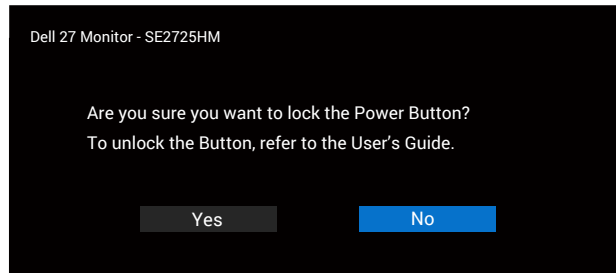 Dell 27 Monitor - SE2725HM
Are you sure you want to lock the Power Button?
To unlock the Button, refer to the User’s Guide.
Yes
No